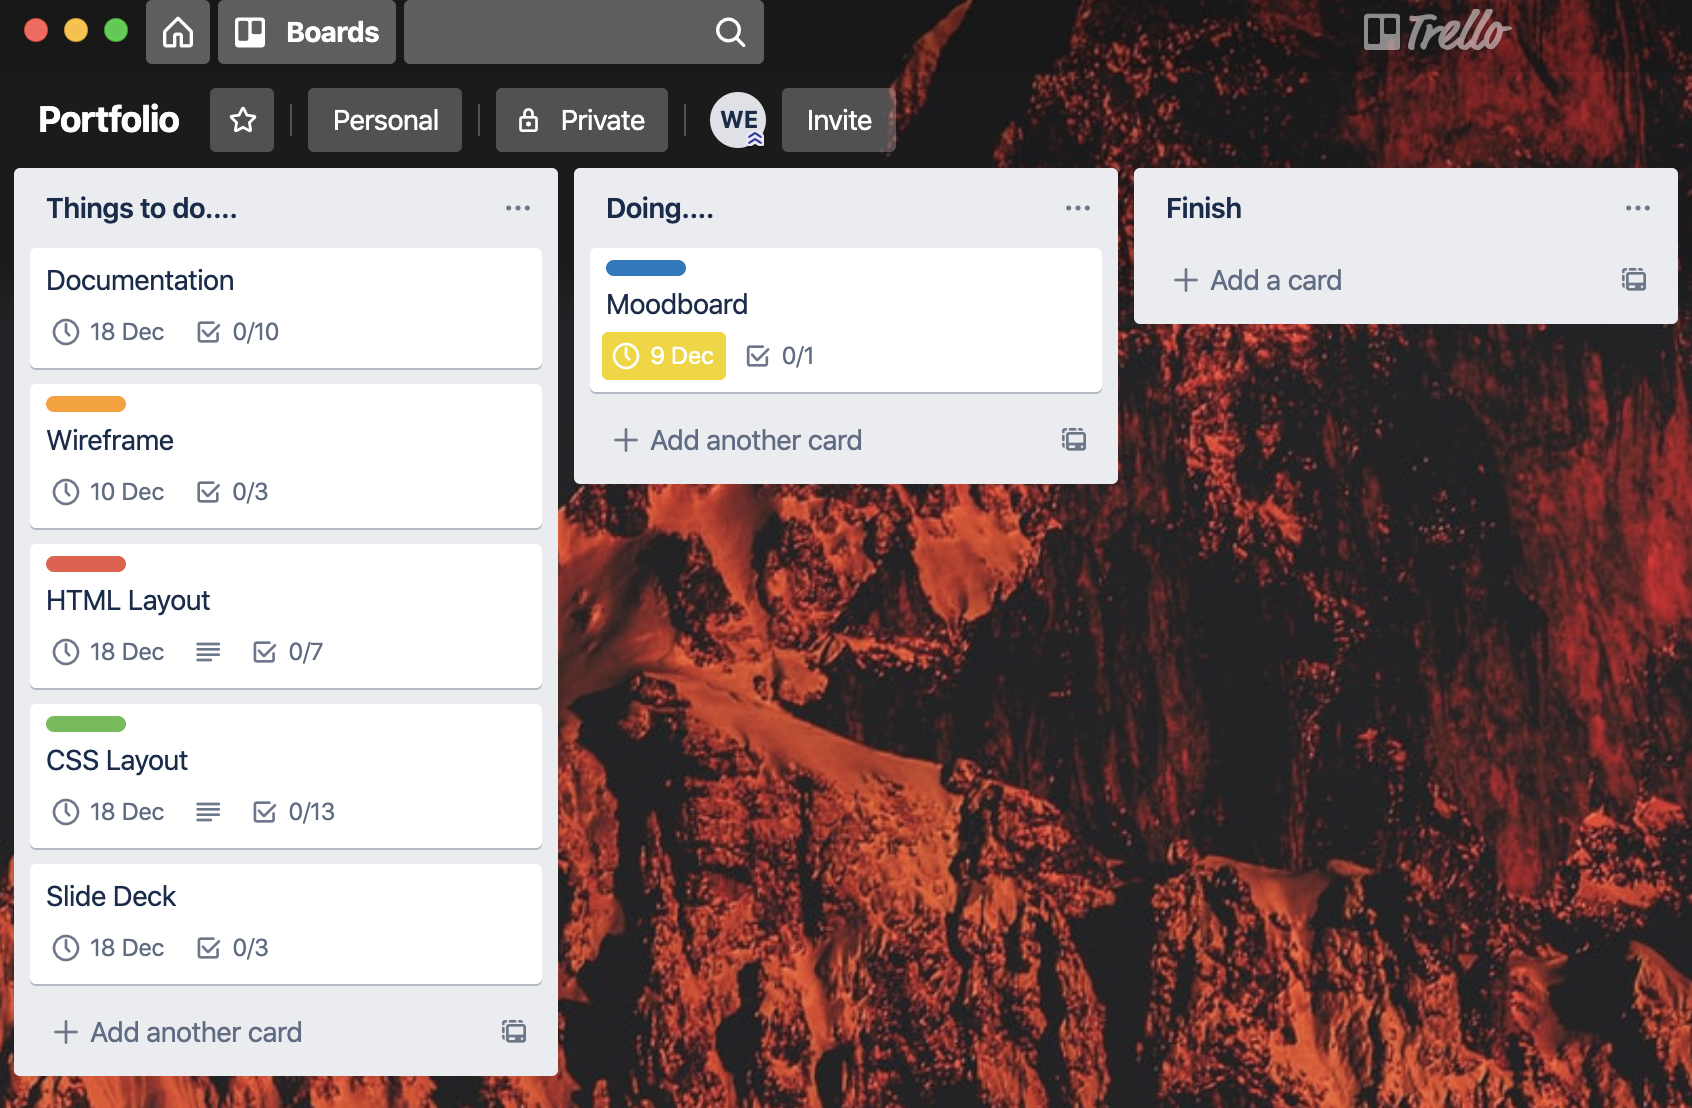 Boards
Trello
Portfolio
Personal
Private
WE
Invite
Things to do....
Documentation
18 Dec 0/10
Wireframe
10 Dec 0/3
HTML Layout
18 Dec 0/7
CSS Layout
18 Dec 0/13
Slide Deck
18 Dec 0/3
Add another card
Doing....
Moodboard
9 Dec 0/1
Add another card
Finish
Add a card